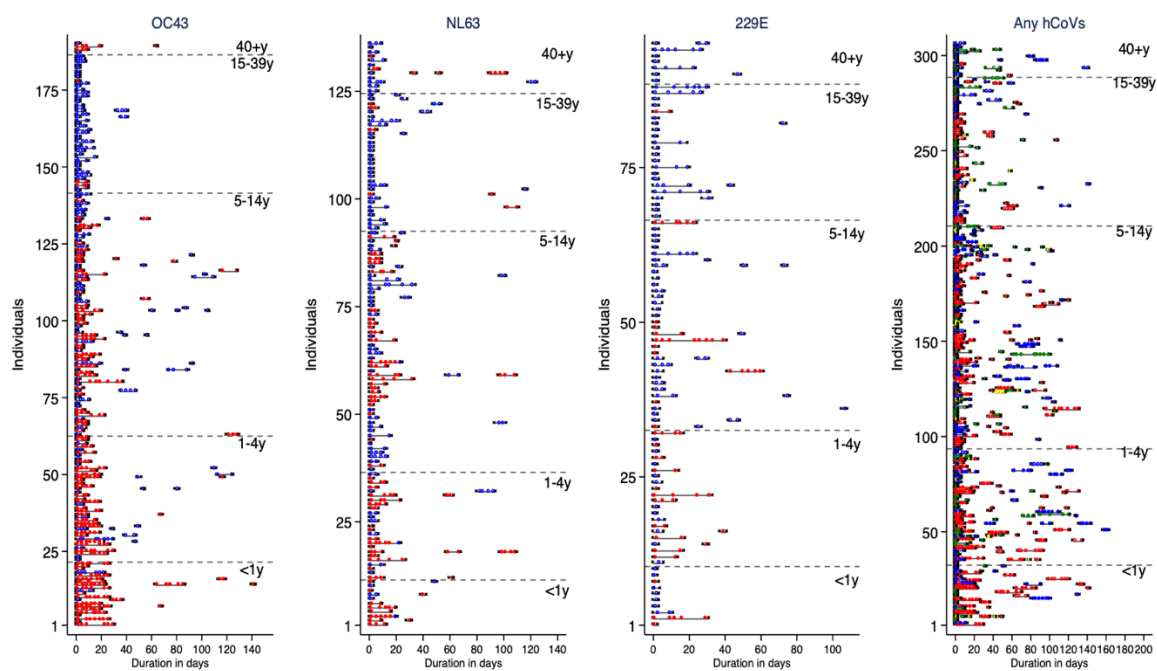 OC43
NL63
229E
Any hCoVs
Individuals
175
150
125
100
75
50
25
1
40+y
15-39y
5-14y
1-4y
<1y
0 20 40 60 80 100 120 140
Duration in days
Individuals
125
100
75
50
25
1
40+y
15-39y
5-14y
1-4y
<1y
0 20 40 60 80 100 120 140
Duration in days
Individuals
75
50
25
1
40+y
15-39y
5-14y
1-4y
<1y
0 20 40 60 80 100
Duration in days
Individuals
300
250
200
150
100
50
1
40+y
15-39y
5-14y
1-4y
<1y
0 20 40 60 80 100 120 140 160 180 200
Duration in days